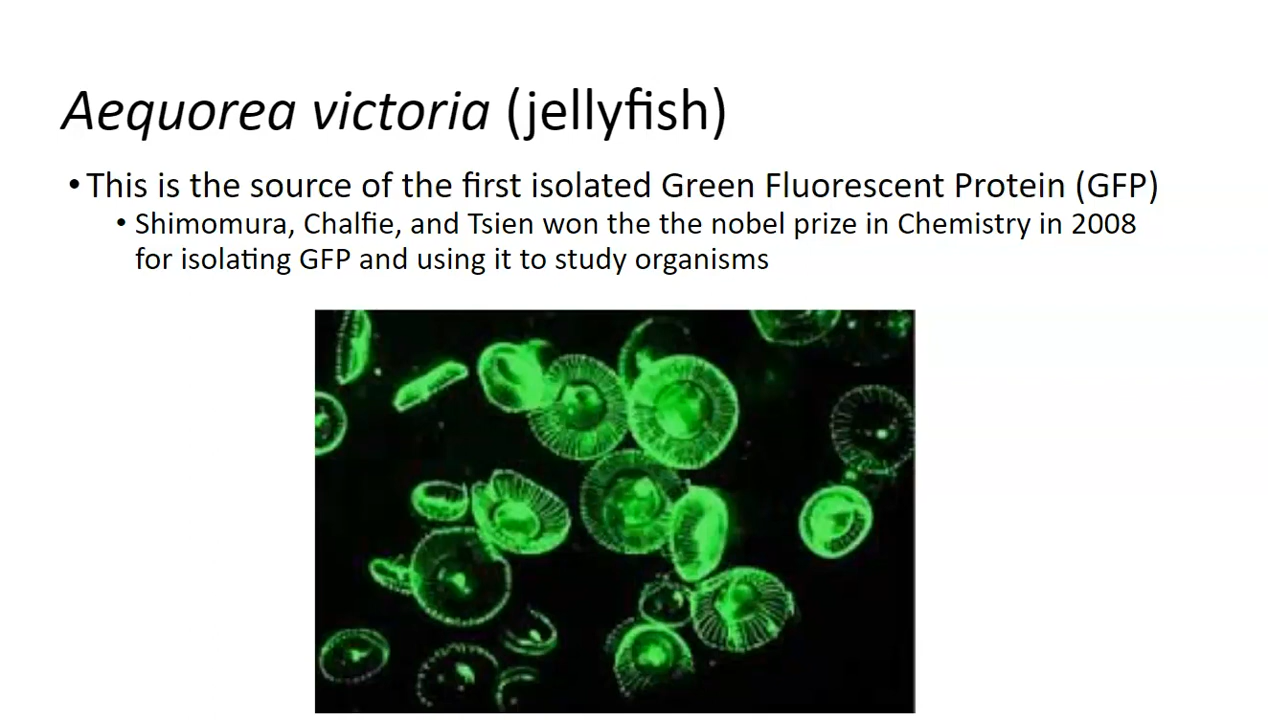 Aequorea victoria (jellyfish)
•This is the source of the first isolated Green Fluorescent Protein (GFP)
• Shimomura, Chalfie, and Tsien won the the nobel prize in Chemistry in 2008
for isolating GFP and using it to study organisms